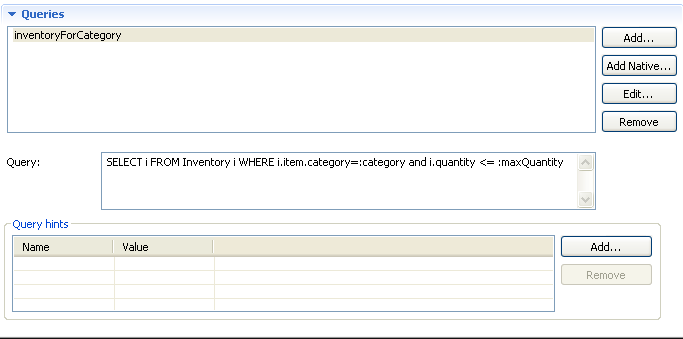 Queries
inventoryForCategory
Add...
Add Native...
Edit...
Remove
Query:
SELECT i FROM Inventory i WHERE i.item.category=:category and i.quantity <= :maxQuantity
Query hints
Name Value
Add...
Remove